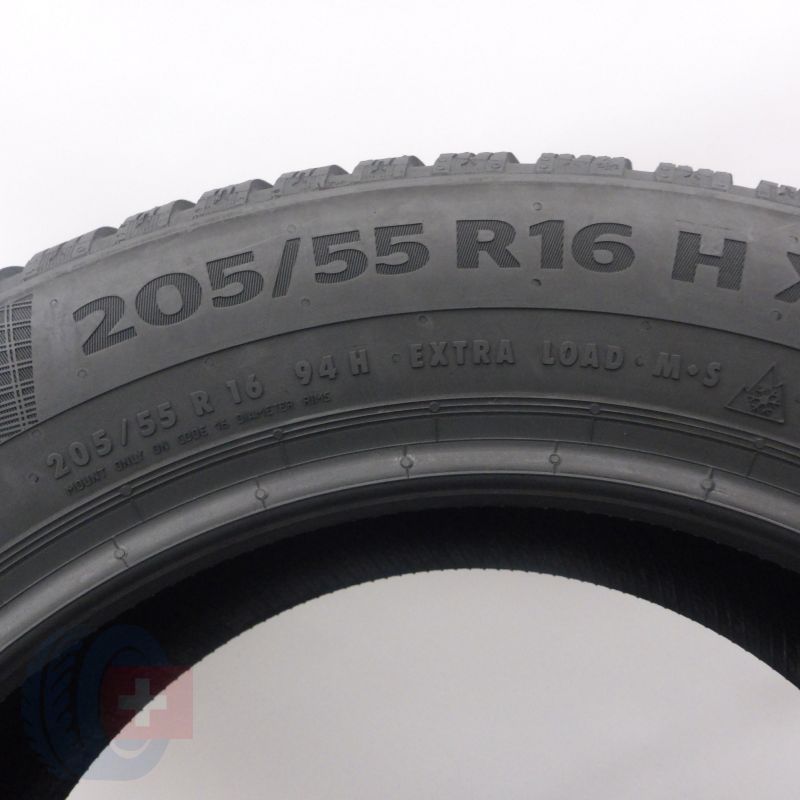 205/55 R16 H X
205/55 R 16 94 H · EXTRA LOAD · M·S
MOUNT ONLY ON CODE 16 DIAMETER RIMS